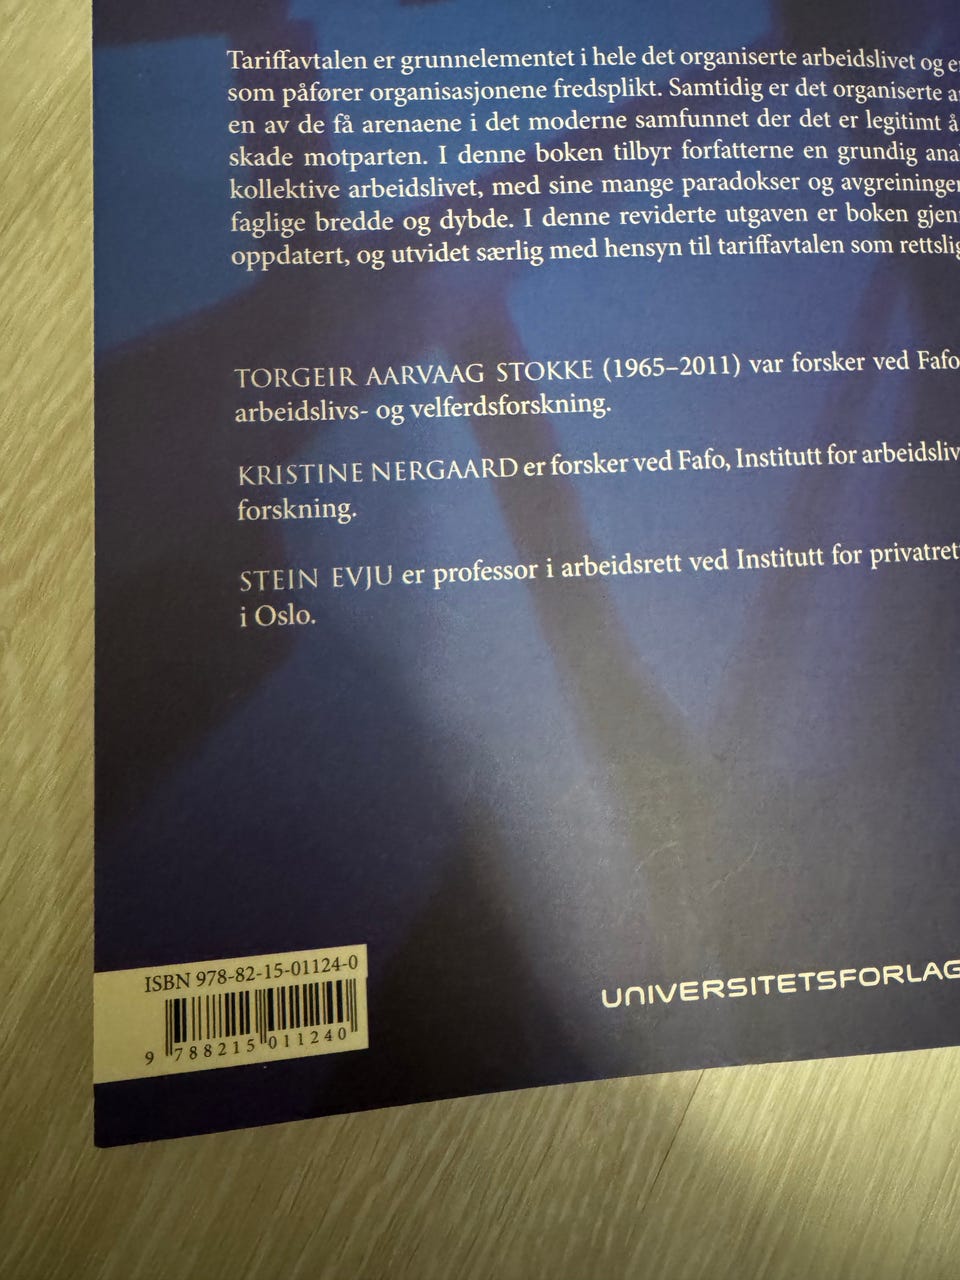 Tariffavtalen er grunnelementet i hele det organiserte arbeidslivet og
som påfører organisasjonene fredsplikt. Samtidig er det organiserte
en av de få arenaene i det moderne samfunnet der det er legitimt å
skade motparten. I denne boken tilbyr forfatterne en grundig
kollektive arbeidslivet, med sine mange paradokser og
faglige bredde og dybde. I denne reviderte utgaven er boken
oppdatert, og utvidet særlig med hensyn til tariffavtalen som
TORGEIR AARVAAG STOKKE (1965–2011) var forsker ved Fafo
arbeidslivs- og velferdsforskning.
KRISTINE NERGAARD er forsker ved Fafo, Institutt for
forskning.
STEIN EVJU er professor i arbeidsrett ved Institutt for
i Oslo.
ISBN 978-82-15-01124-0
9 788215 011240
UNIVERSITETSFORLAG